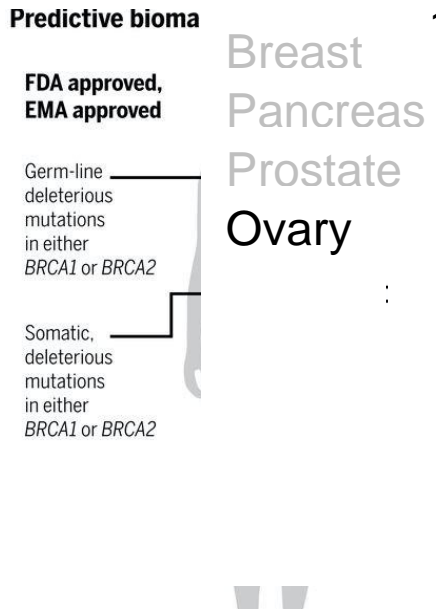 Predictive bioma
FDA approved,
EMA approved
Germ-line
deleterious
mutations
in either
BRCA1 or BRCA2
Somatic,
deleterious
mutations
in either
BRCA1 or BRCA2
Breast
Pancreas
Prostate
Ovary
: